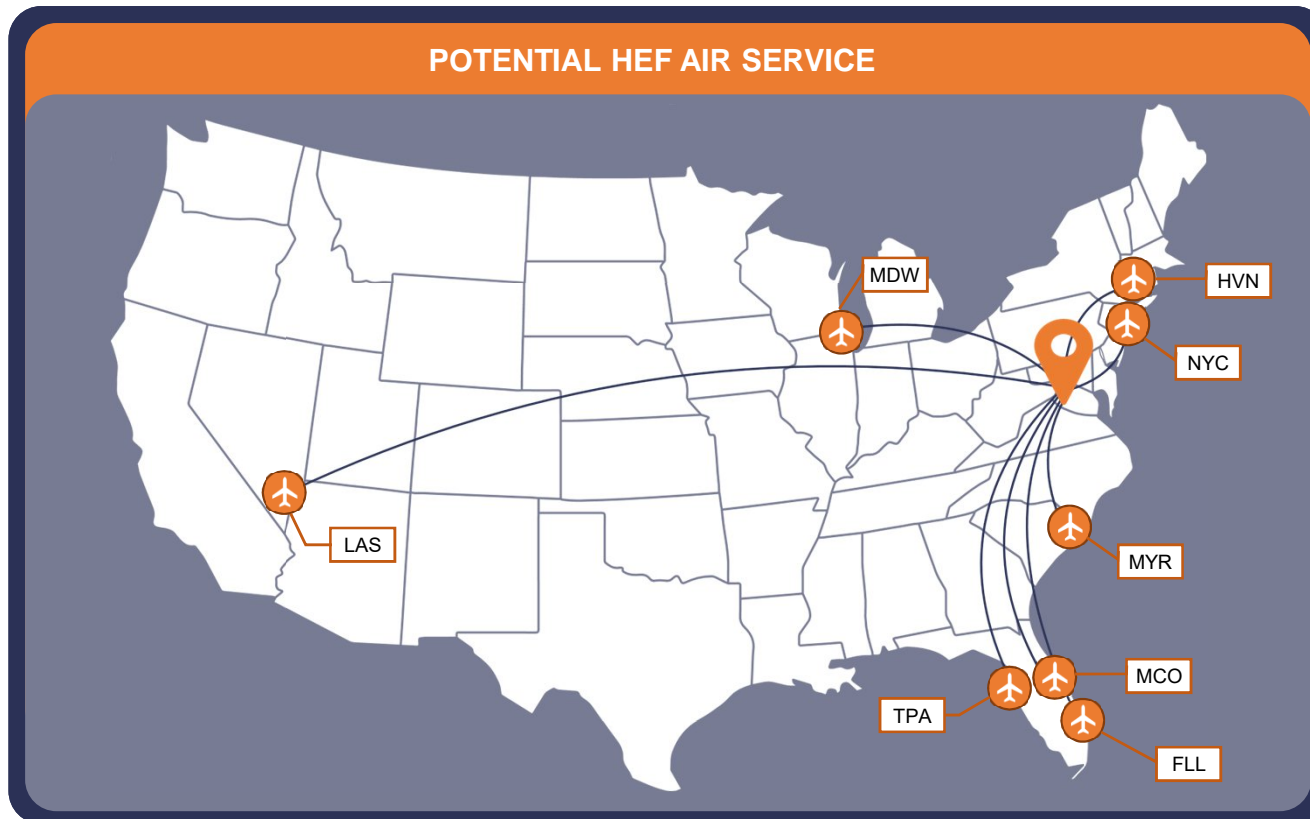 POTENTIAL HEF AIR SERVICE
MDW
HVN
NYC
LAS
MYR
MCO
TPA
FLL